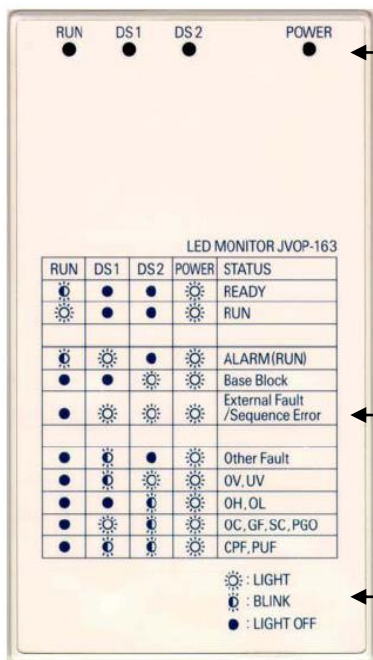 RUN DS1 DS2 POWER
LED MONITOR JVOP-163
RUN DS1 DS2 POWER STATUS
READY
RUN
ALARM(RUN)
Base Block
External Fault
/Sequence Error
Other Fault
OV, UV
OH, OL
OC, GF, SC, PGO
CPF, PUF
: LIGHT
: BLINK
: LIGHT OFF